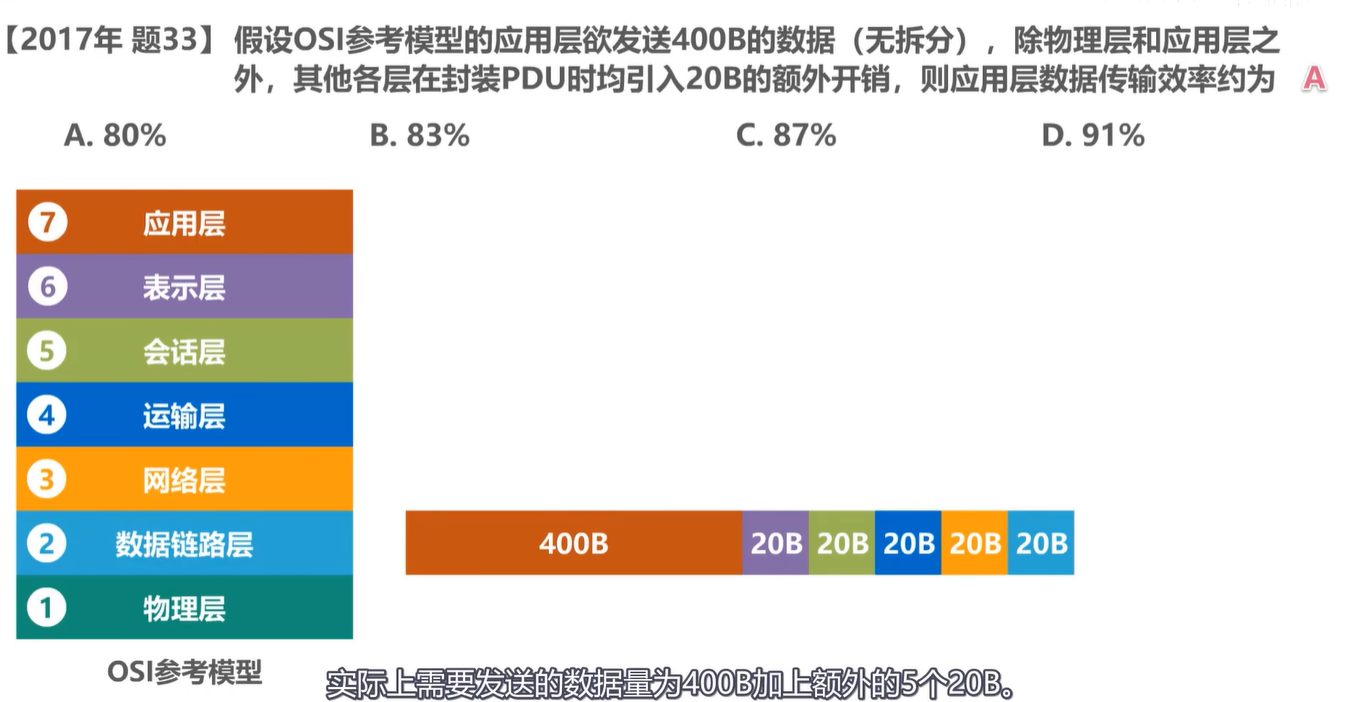 【2017年 题33】 假设OSI参考模型的应用层欲发送400B的数据（无拆分），除物理层和应用层之
外，其他各层在封装PDU时均引入20B的额外开销，则应用层数据传输效率约为 A
A. 80% B. 83% C. 87% D. 91%
7 应用层
6 表示层
5 会话层
4 运输层
3 网络层
2 数据链路层 400B 20B 20B 20B 20B 20B
1 物理层
OSI参考模型
实际上需要发送的数据量为400B加上额外的5个20B。